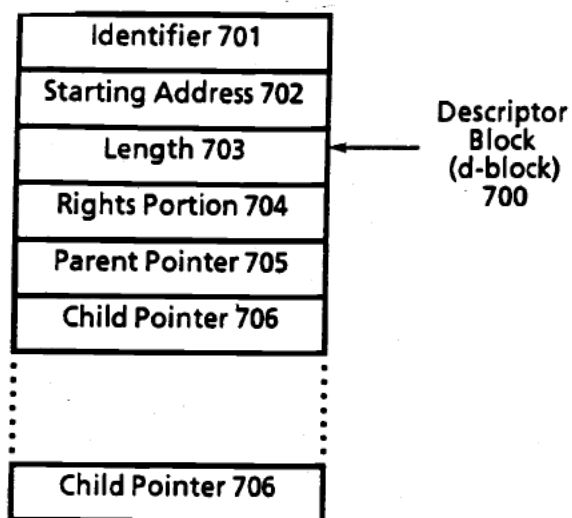 Identifier 701
Starting Address 702
Length 703
Rights Portion 704
Parent Pointer 705
Child Pointer 706
Child Pointer 706
Descriptor
Block
(d-block)
700